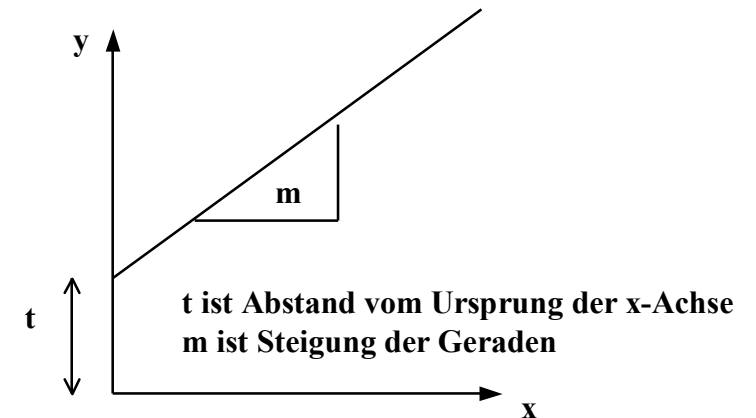 y
m
t
t ist Abstand vom Ursprung der x-Achse
m ist Steigung der Geraden
x